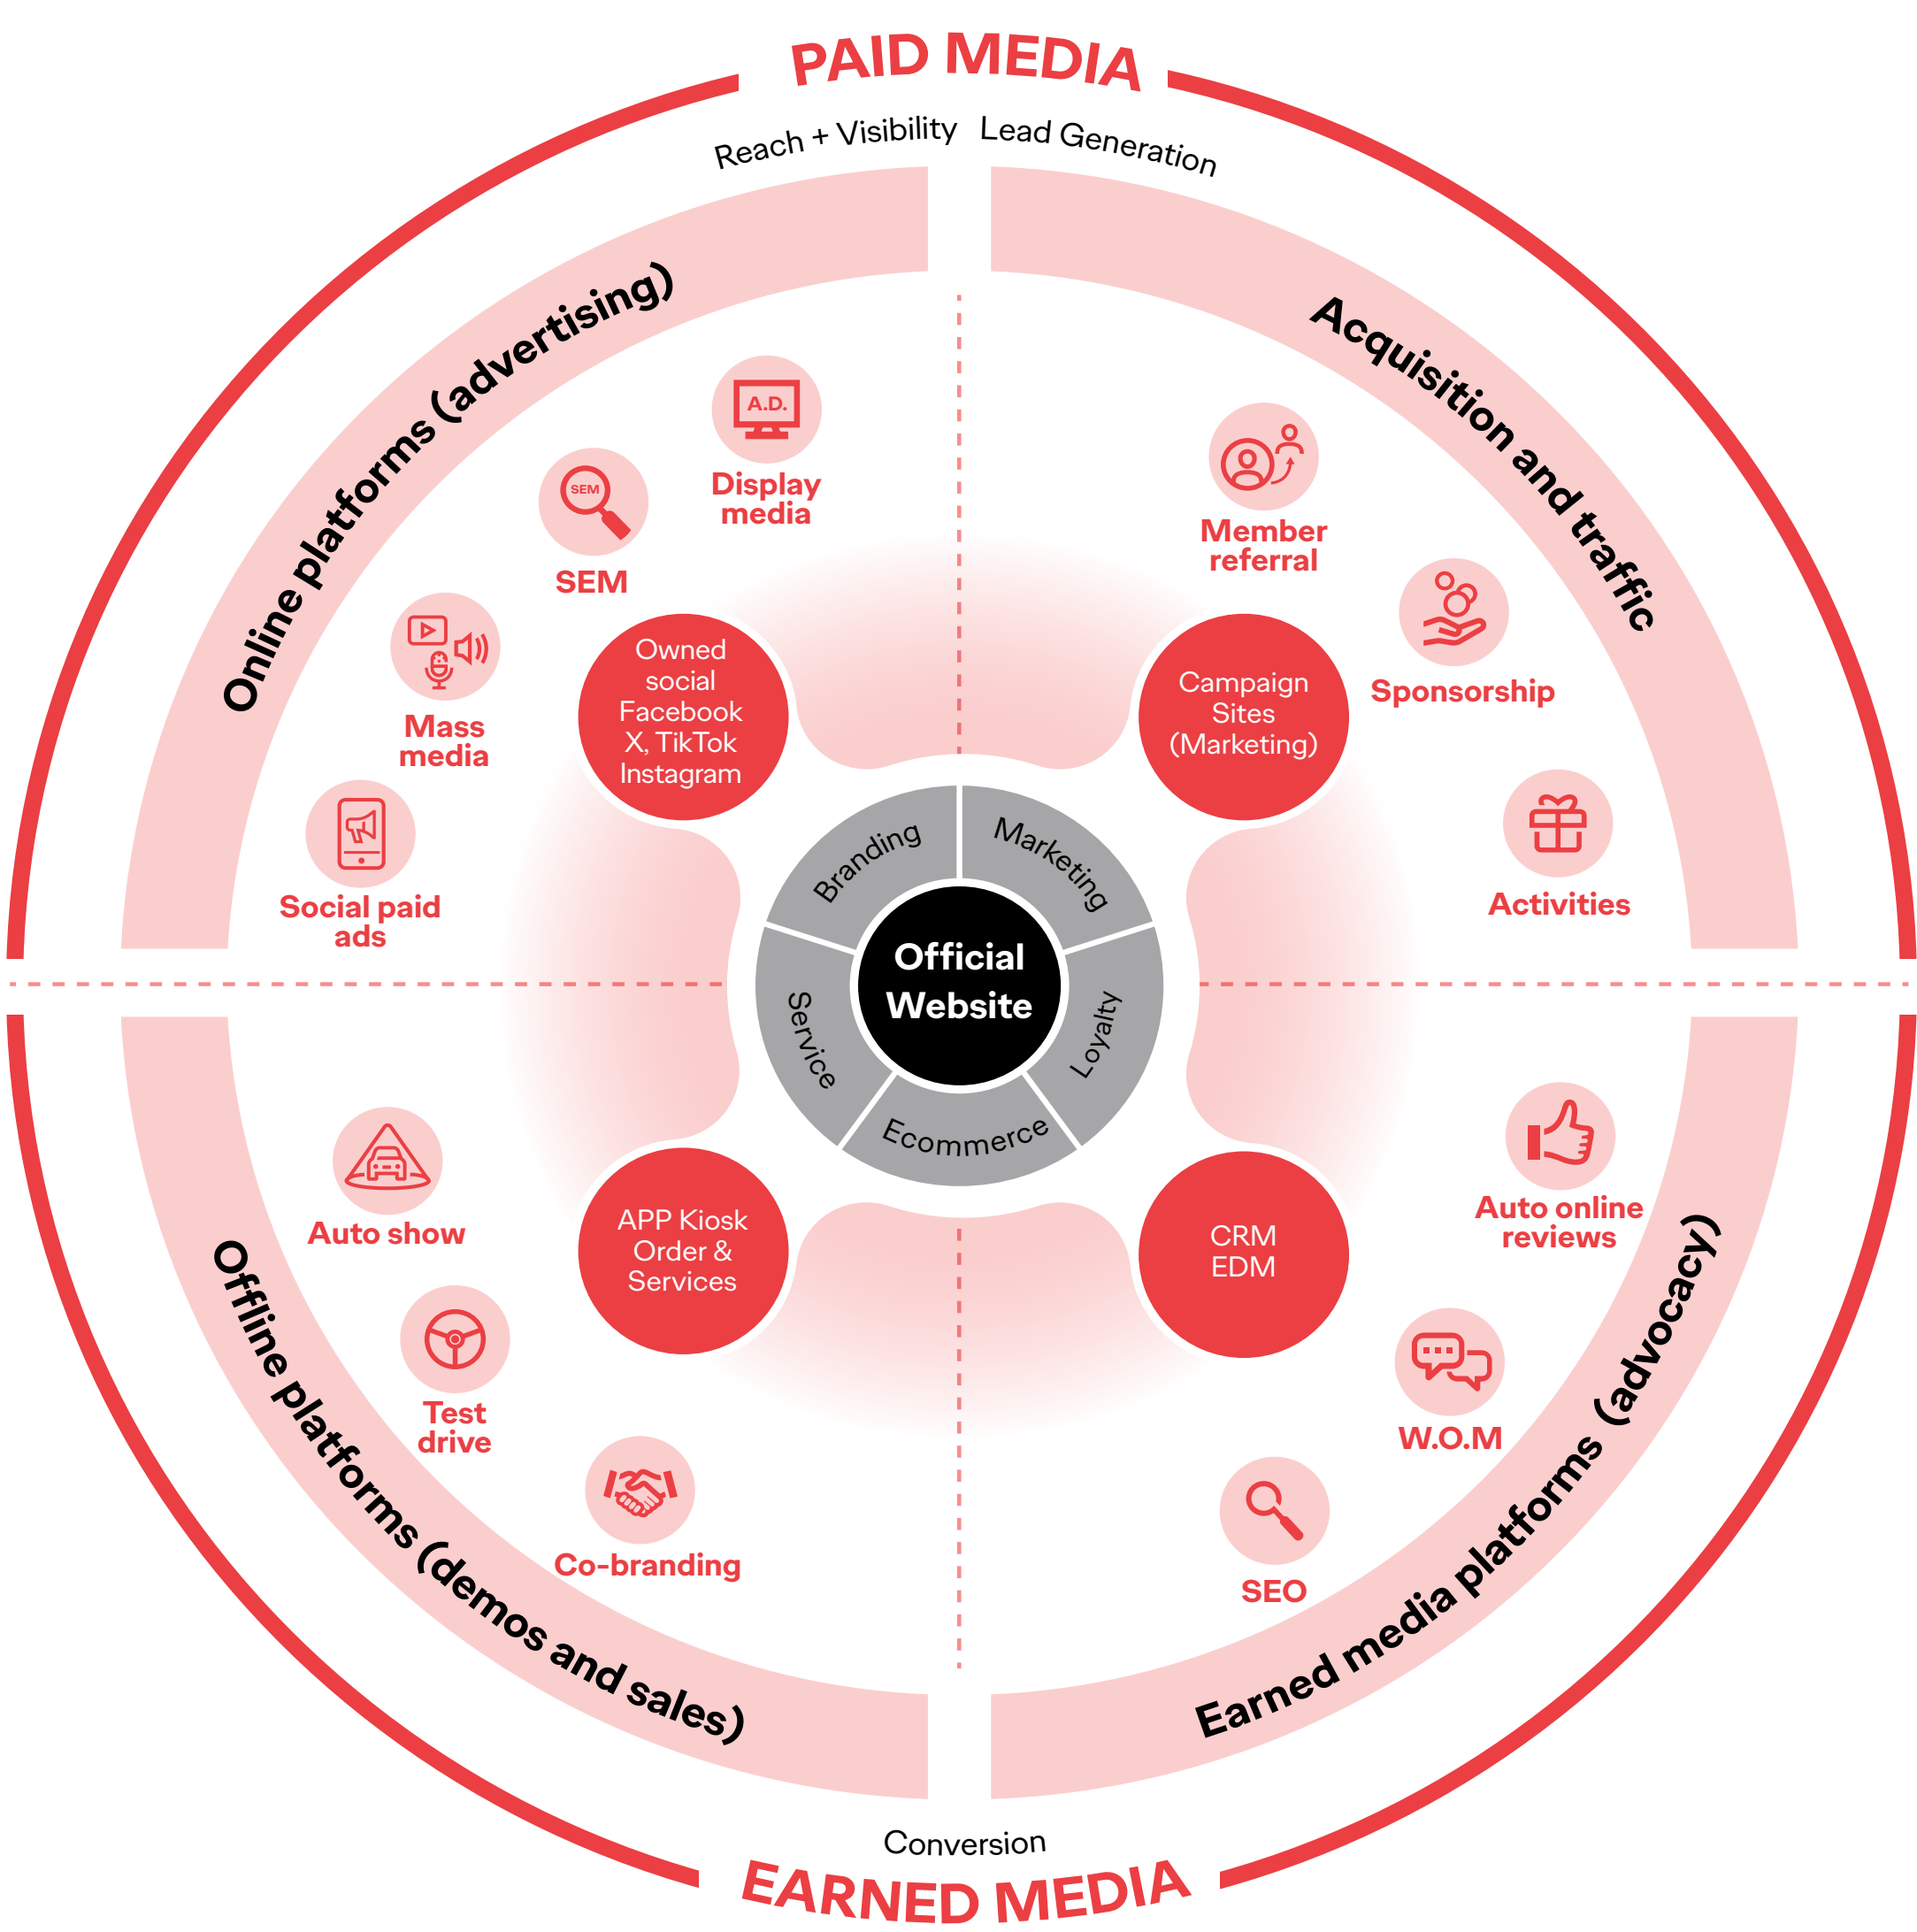 PAID MEDIA
Reach + Visibility
Lead Generation
Online platforms (advertising)
Acquisition and traffic
A.D.
Display
media
SEM
SEM
Mass
media
Social paid
ads
Member
referral
Sponsorship
Activities
Owned
social
Facebook
X, TikTok
Instagram
Campaign
Sites
(Marketing)
Branding
Marketing
Service
Loyalty
Ecommerce
Official
Website
APP Kiosk
Order &
Services
CRM
EDM
Auto show
Test
drive
Co-branding
Auto online
reviews
W.O.M
SEO
Offline platforms (demos and sales)
Earned media platforms (advocacy)
Conversion
EARNED MEDIA